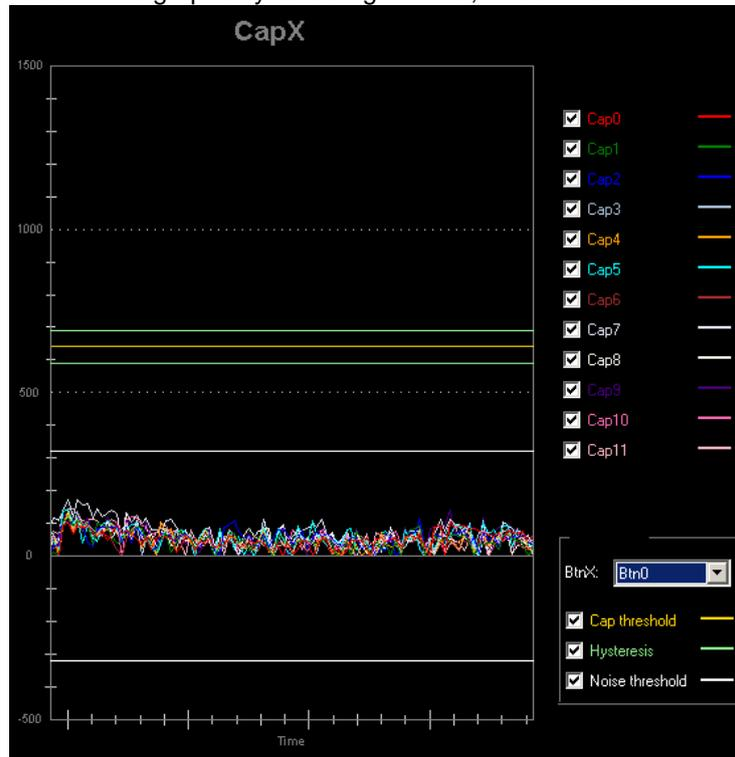 CapX
1500
1000
500
0
-500
Time
Cap0
Cap1
Cap2
Cap3
Cap4
Cap5
Cap6
Cap7
Cap8
Cap9
Cap10
Cap11
BtnX: Btn0
Cap threshold
Hysteresis
Noise threshold